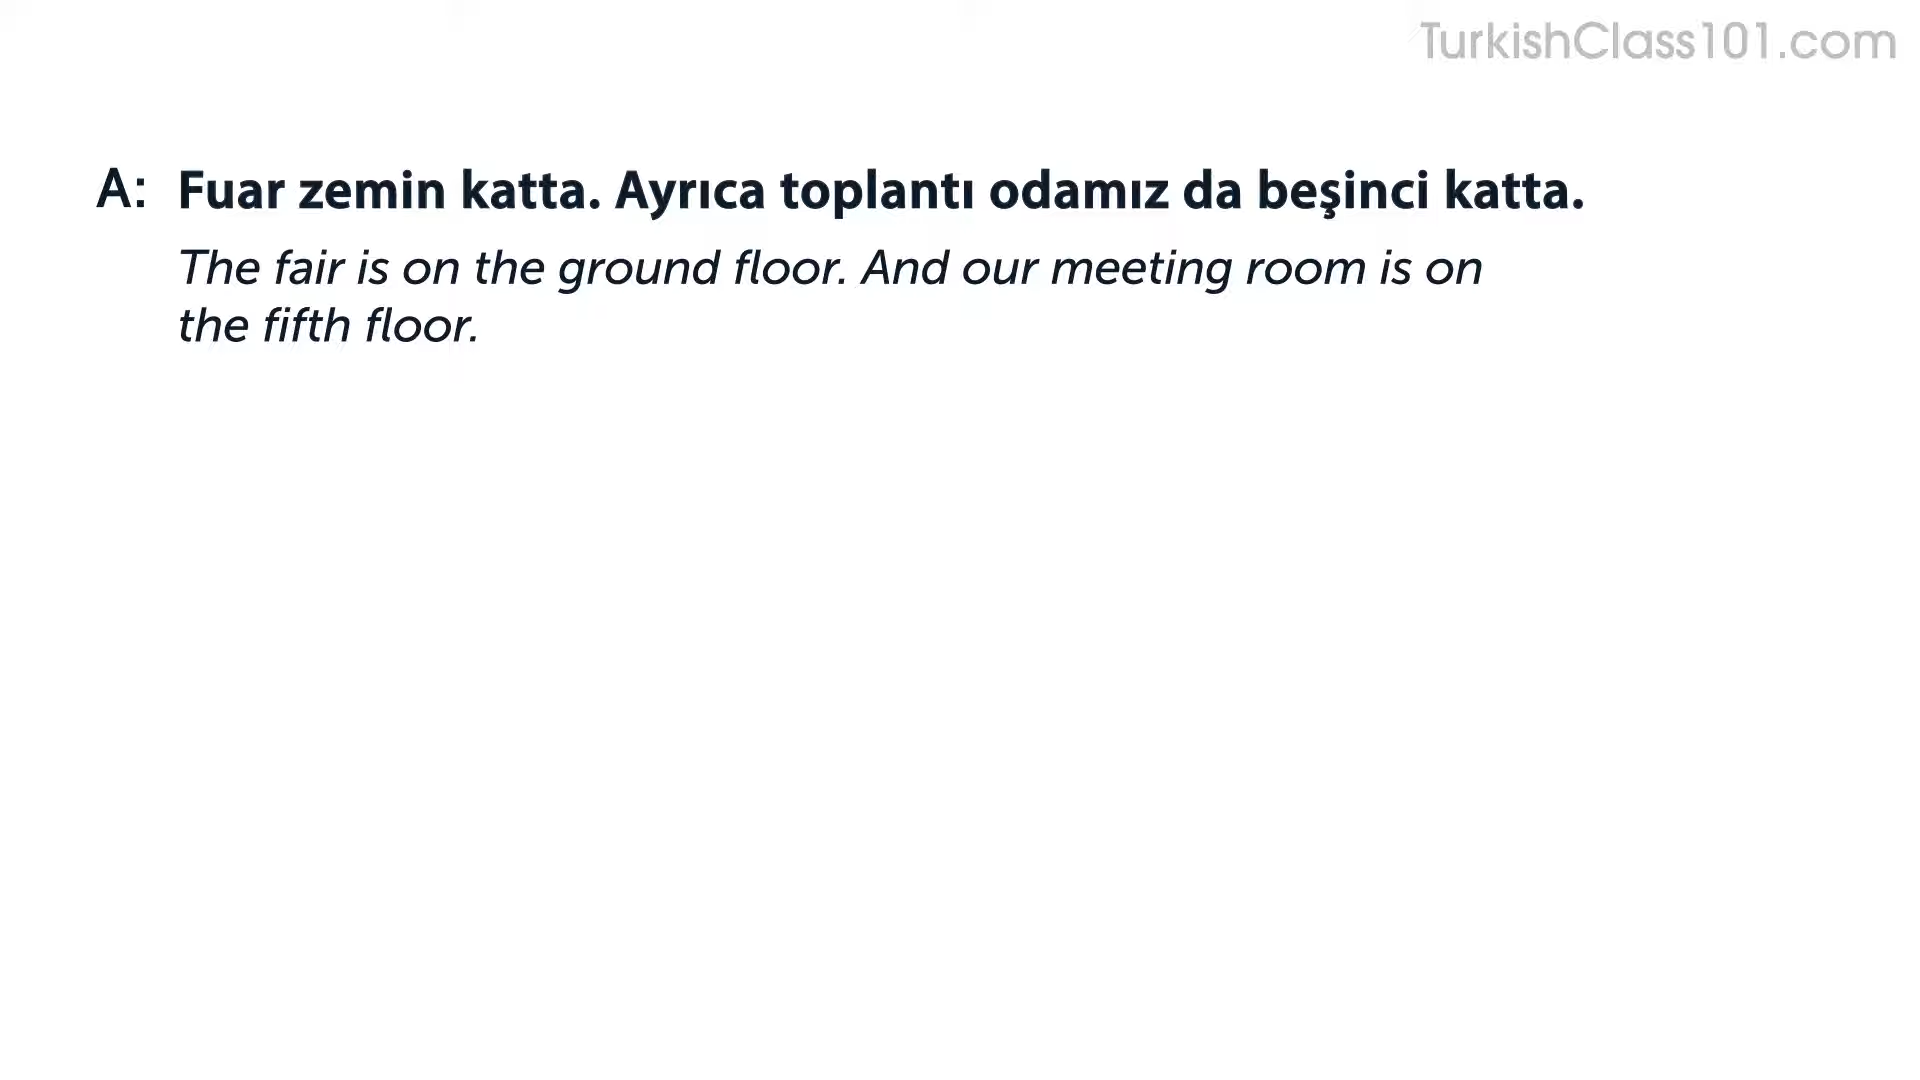 TurkishClass101.com
A: Fuar zemin katta. Ayrıca toplantı odamız da beşinci katta.
The fair is on the ground floor. And our meeting room is on
the fifth floor.